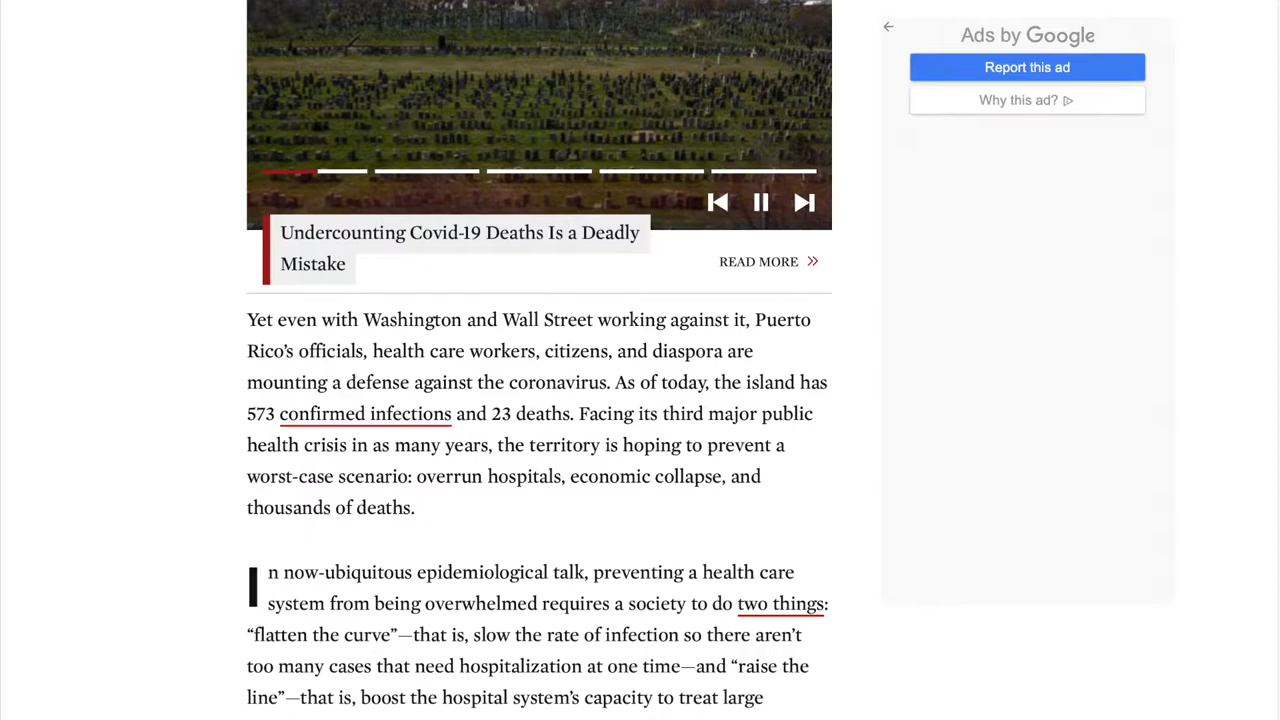 Ads by Google
Report this ad
Why this ad?
Undercounting Covid-19 Deaths Is a Deadly
Mistake
READ MORE »
Yet even with Washington and Wall Street working against it, Puerto
Rico’s officials, health care workers, citizens, and diaspora are
mounting a defense against the coronavirus. As of today, the island has
573 confirmed infections and 23 deaths. Facing its third major public
health crisis in as many years, the territory is hoping to prevent a
worst-case scenario: overrun hospitals, economic collapse, and
thousands of deaths.
In now-ubiquitous epidemiological talk, preventing a health care
system from being overwhelmed requires a society to do two things:
“flatten the curve”—that is, slow the rate of infection so there aren’t
too many cases that need hospitalization at one time—and “raise the
line”—that is, boost the hospital system’s capacity to treat large